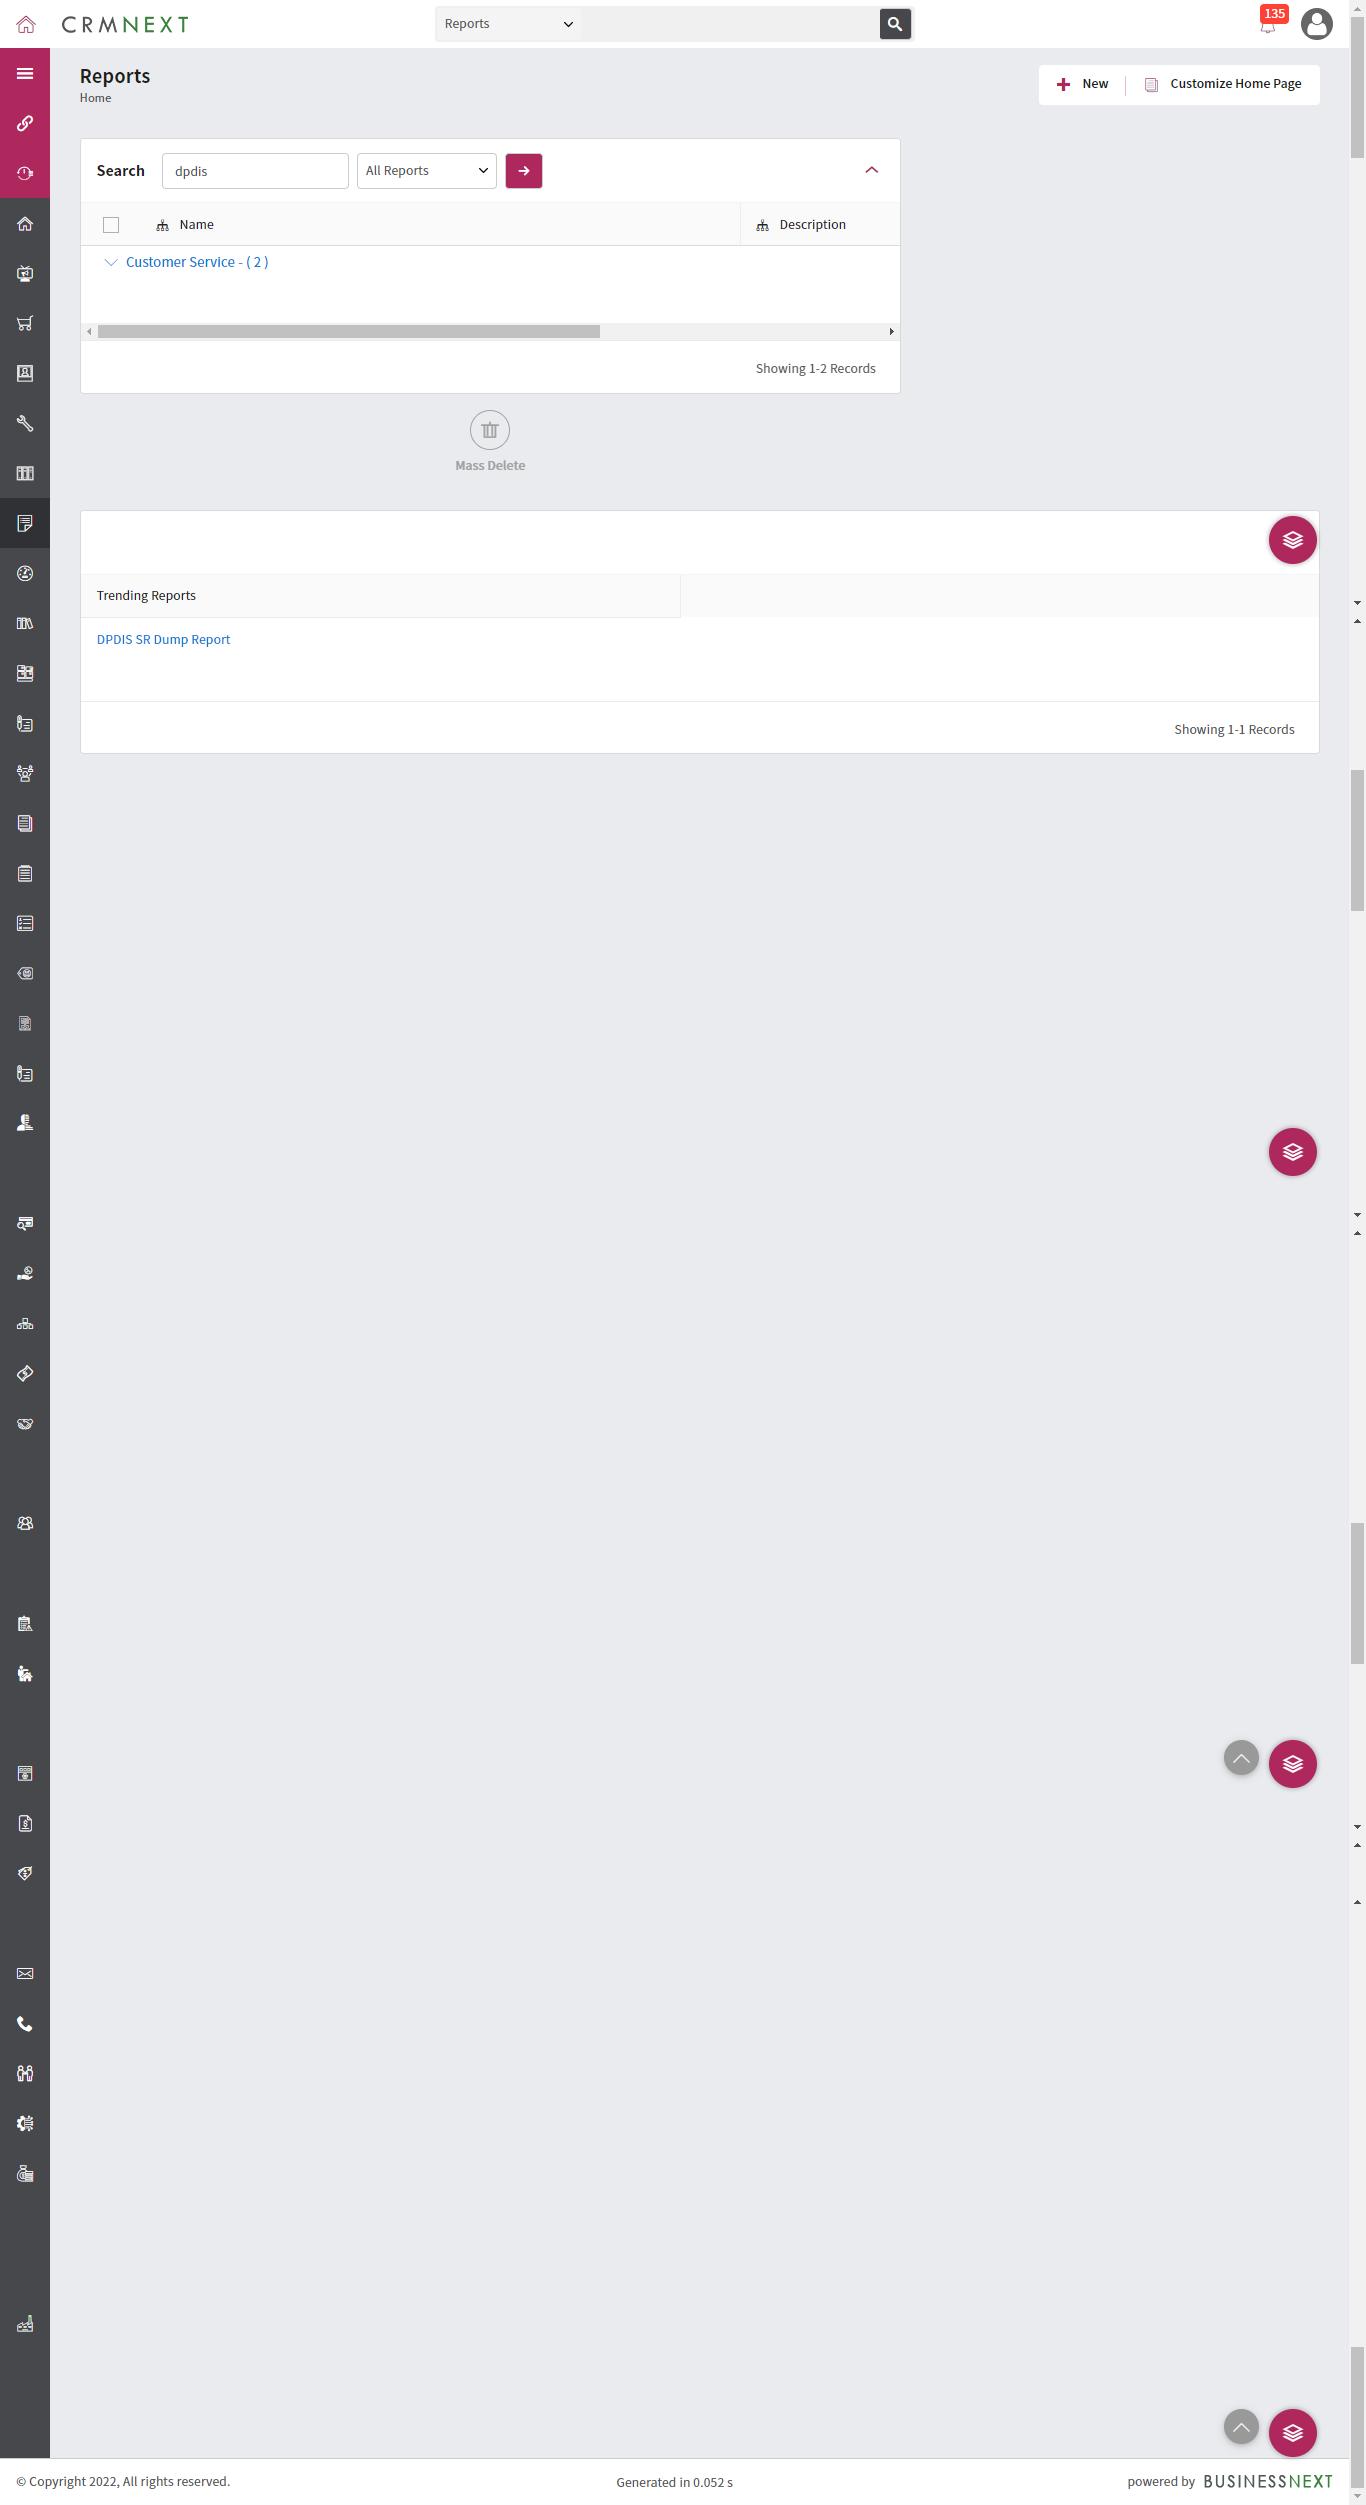 CRMNEXT
Reports
135
Reports
Home
New
Customize Home Page
Search
dpdis
All Reports
Name
Description
Customer Service - ( 2 )
Showing 1-2 Records
Mass Delete
Trending Reports
DPDIS SR Dump Report
Showing 1-1 Records
© Copyright 2022, All rights reserved.
Generated in 0.052 s
powered by BUSINESSNEXT